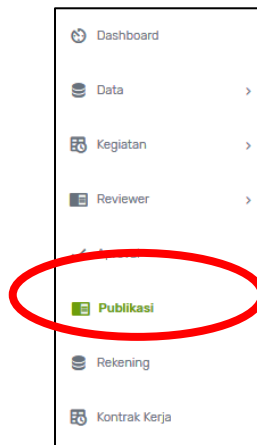 Dashboard
Data
Kegiatan
Reviewer
Publikasi
Rekening
Kontrak Kerja